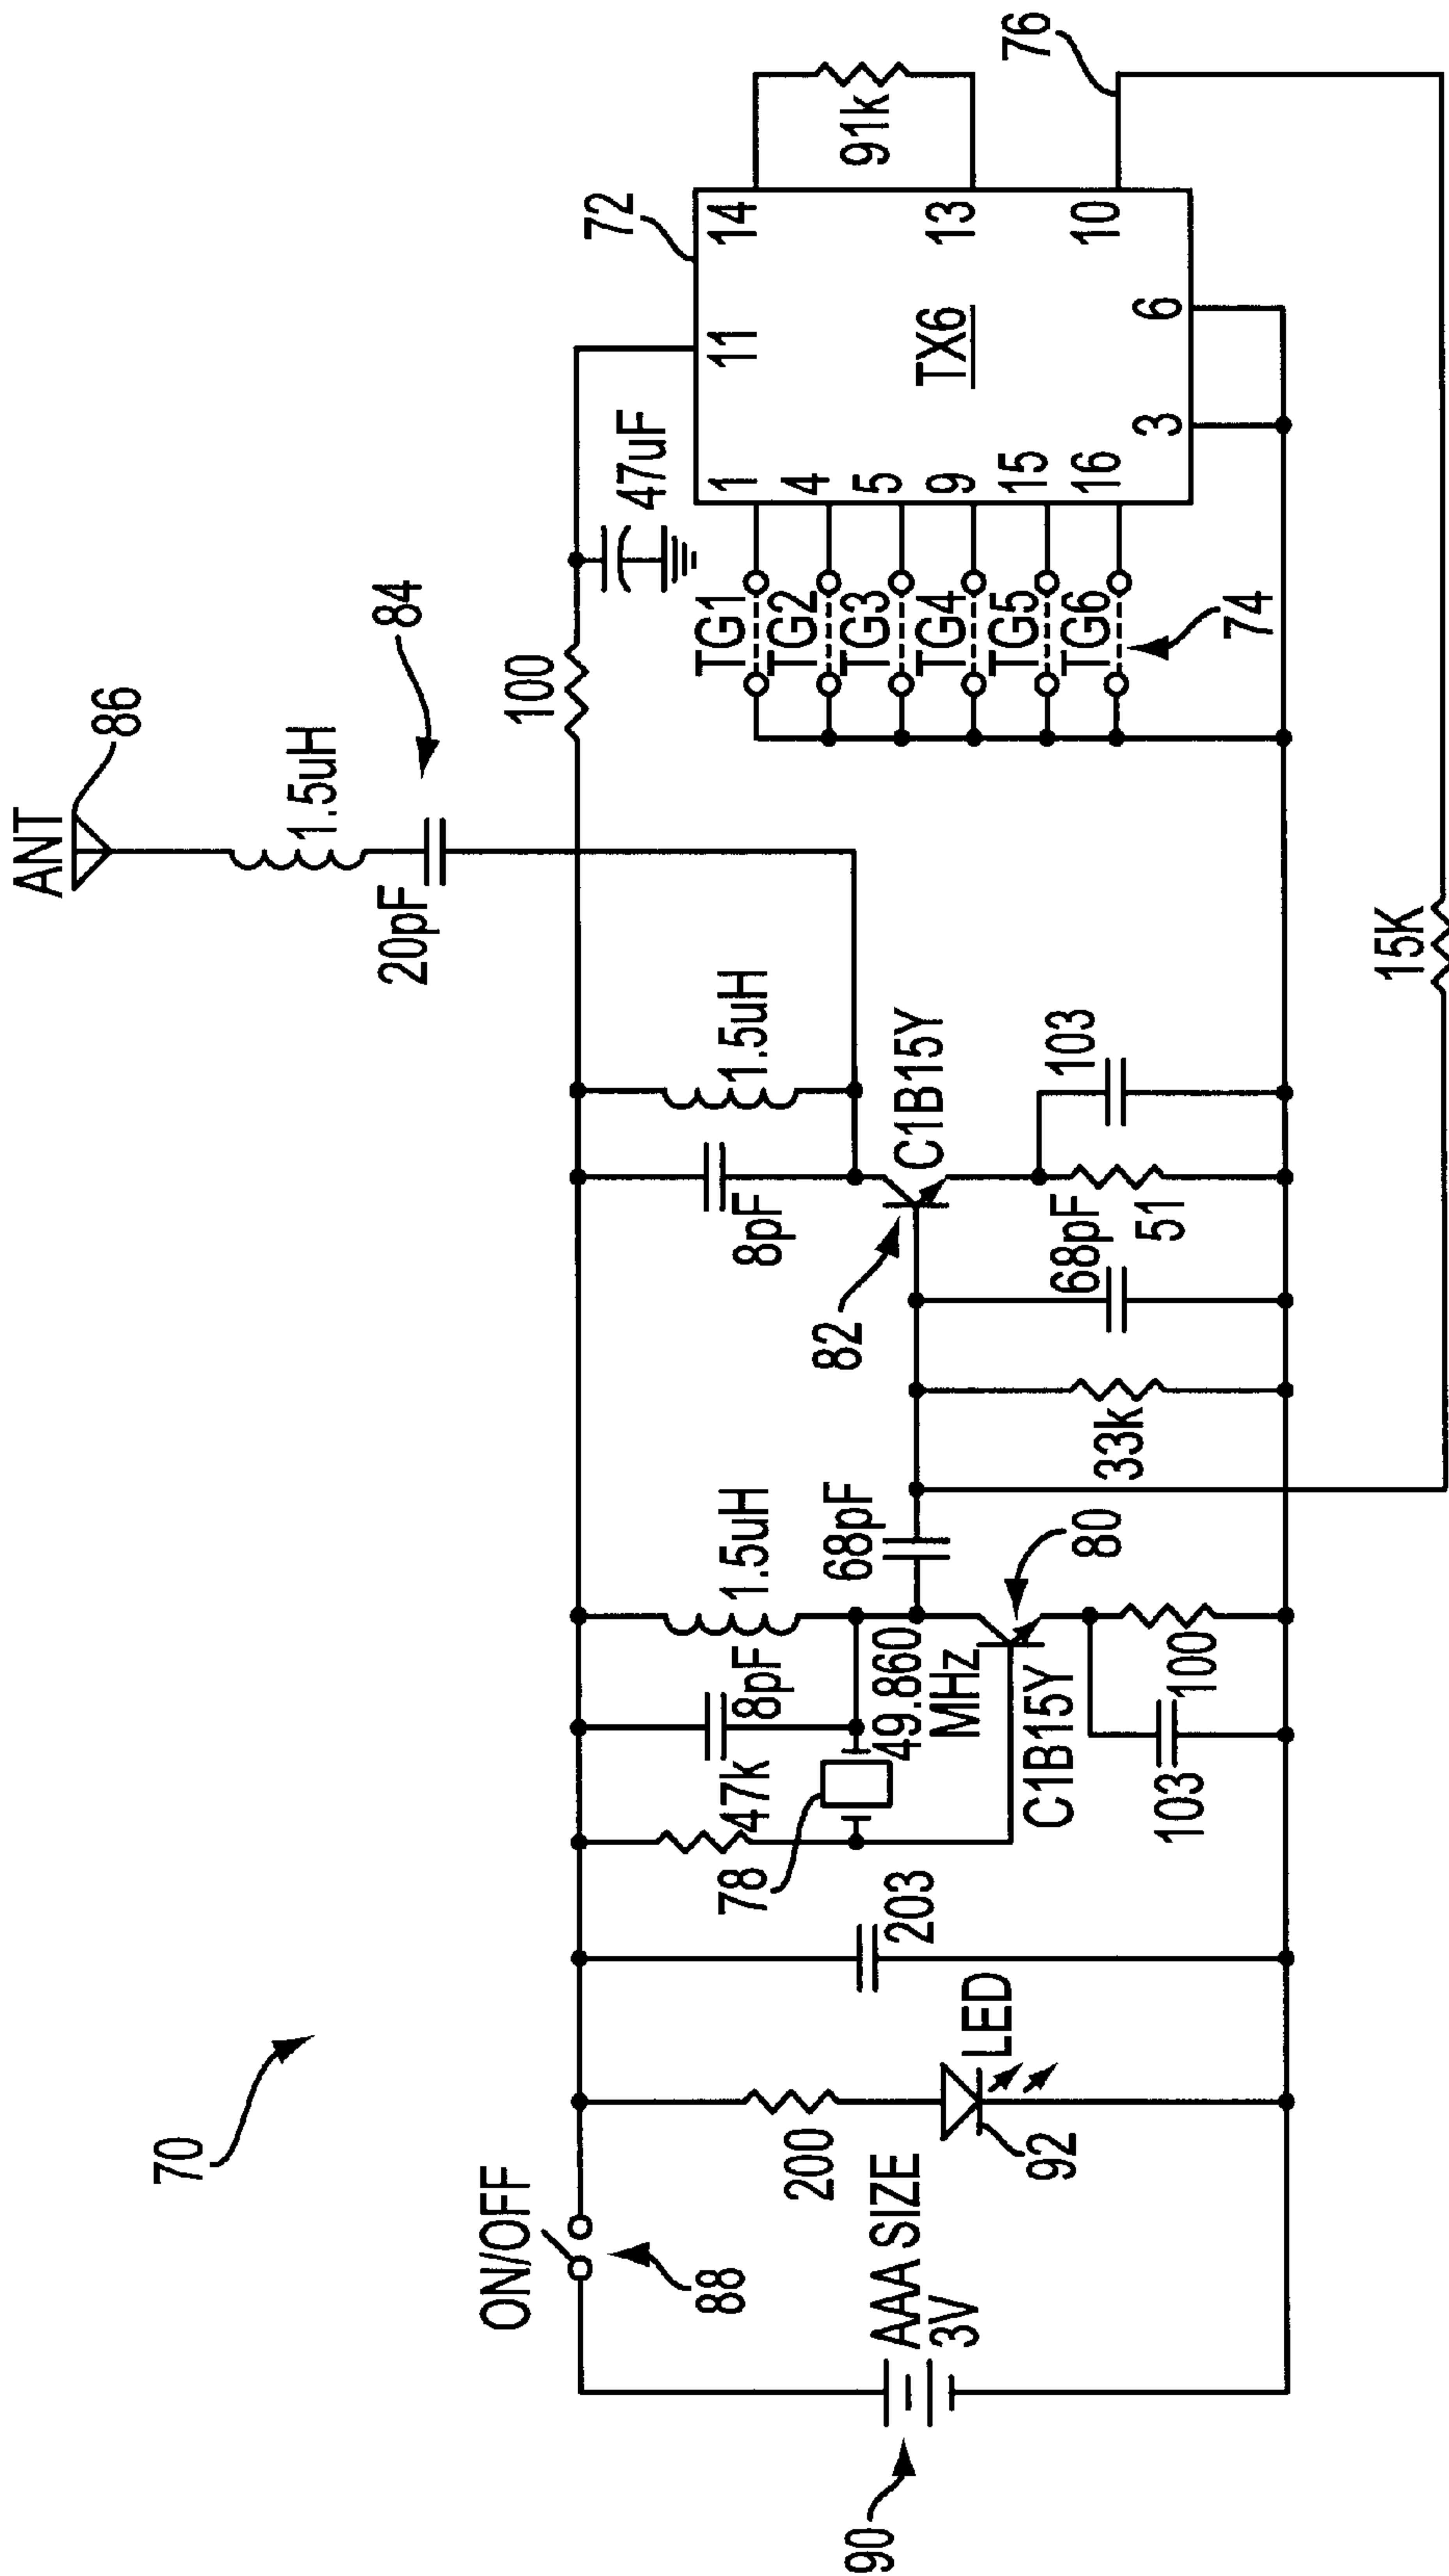 70
ANT
86
1.5uH
84
20pF
ON/OFF
88
90
AAA SIZE
3V
200
LED
92
203
47k
78
8pF
1.5uH
49.860
MHz
68pF
80
C1B15Y
103
100
33k
68pF
82
8pF
1.5uH
C1B15Y
51
103
15K
100
47uF
TG1
TG2
TG3
TG4
TG5
TG6
74
72
1
4
5
9
15
16
11
14
13
10
3
6
TX6
91k
76